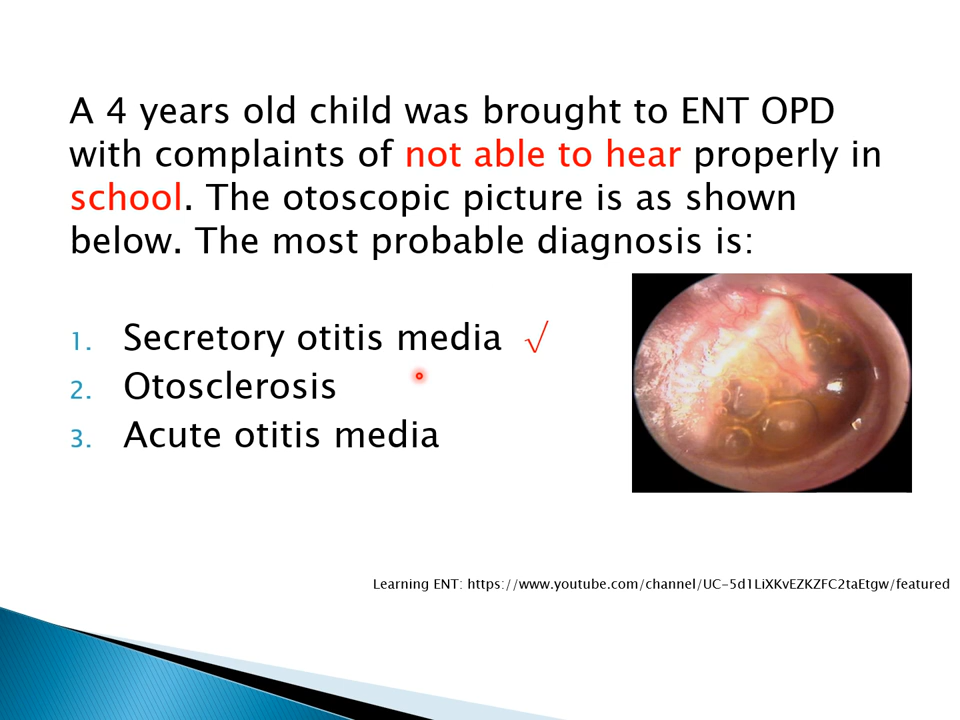 A 4 years old child was brought to ENT OPD
with complaints of not able to hear properly in
school. The otoscopic picture is as shown
below. The most probable diagnosis is:
1. Secretory otitis media √
2. Otosclerosis
3. Acute otitis media
Learning ENT: https://www.youtube.com/channel/UC-5d1LiXKvEZKZFC2taEtgw/featured